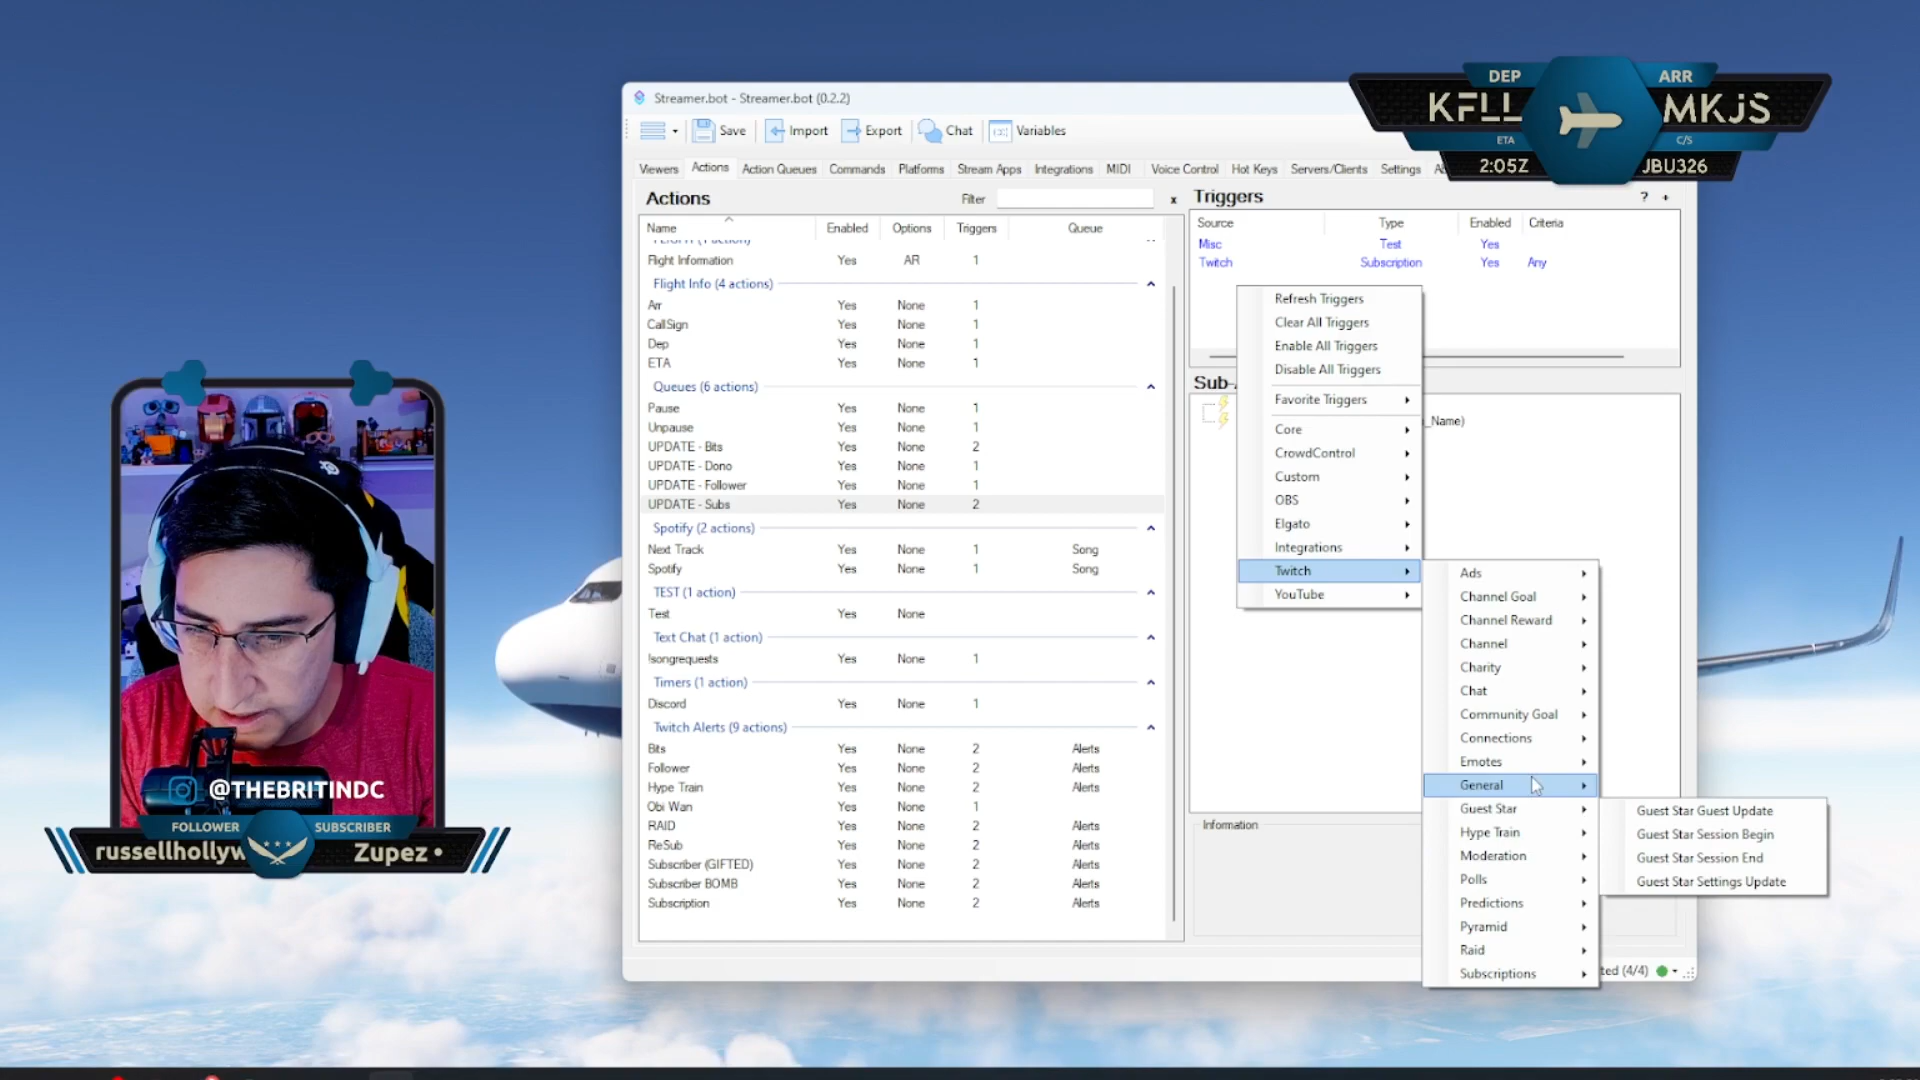 Streamer.bot - Streamer.bot (0.2.2)
Save Import Export Chat Variables
Viewers Actions Action Queues Commands Platforms Stream Apps Integrations MIDI Voice Control Hot Keys Servers/Clients Settings
Actions Filter x
Name Enabled Options Triggers Queue
Flight Information Yes AR 1
Flight Info (4 actions)
Arr Yes None 1
CallSign Yes None 1
Dep Yes None 1
ETA Yes None 1
Queues (6 actions)
Pause Yes None 1
Unpause Yes None 1
UPDATE - Bits Yes None 2
UPDATE - Dono Yes None 1
UPDATE - Follower Yes None 1
UPDATE - Subs Yes None 2
Spotify (2 actions)
Next Track Yes None 1 Song
Spotify Yes None 1 Song
TEST (1 action)
Test Yes None
Text Chat (1 action)
!songrequests Yes None 1
Timers (1 action)
Discord Yes None 1
Twitch Alerts (9 actions)
Bits Yes None 2 Alerts
Follower Yes None 2 Alerts
Hype Train Yes None 2 Alerts
Obi Wan Yes None 1
RAID Yes None 2 Alerts
ReSub Yes None 2 Alerts
Subscriber (GIFTED) Yes None 2 Alerts
Subscriber BOMB Yes None 2 Alerts
Subscription Yes None 2 Alerts
Triggers ? +
Source Type Enabled Criteria
Misc Test Yes
Twitch Subscription Yes Any
Sub-
_Name)
Information
Refresh Triggers
Clear All Triggers
Enable All Triggers
Disable All Triggers
Favorite Triggers
Core
CrowdControl
Custom
OBS
Elgato
Integrations
Twitch
YouTube
Ads
Channel Goal
Channel Reward
Channel
Charity
Chat
Community Goal
Connections
Emotes
General
Guest Star
Hype Train
Moderation
Polls
Predictions
Pyramid
Raid
Subscriptions
Guest Star Guest Update
Guest Star Session Begin
Guest Star Session End
Guest Star Settings Update
ted (4/4)
DEP ARR
KFLL MKJS
ETA C/S
2:05Z JBU326
@THEBRITINDC
FOLLOWER SUBSCRIBER
russellhollyw Zupez •